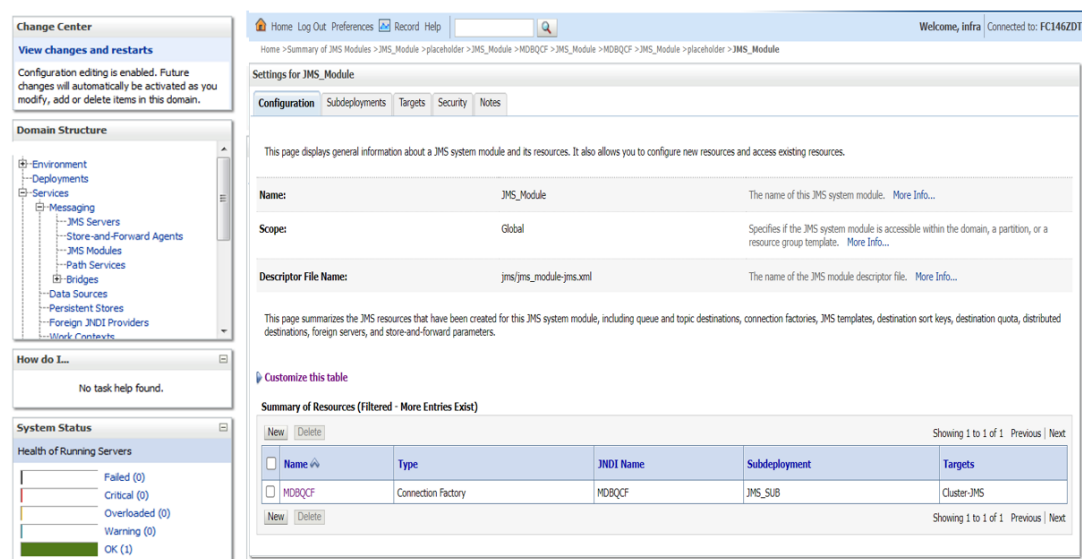 Change Center
View changes and restarts
Configuration editing is enabled. Future
changes will automatically be activated as you
modify, add or delete items in this domain.
Domain Structure
Environment
Deployments
Services
Messaging
JMS Servers
Store-and-Forward Agents
JMS Modules
Path Services
Bridges
Data Sources
Persistent Stores
Foreign JNDI Providers
Work Contexts
How do I...
No task help found.
System Status
Health of Running Servers
Failed (0)
Critical (0)
Overloaded (0)
Warning (0)
OK (1)
Home Log Out Preferences Record Help
Welcome, infra Connected to: FC146ZDT
Home >Summary of JMS Modules >JMS_Module >placeholder >JMS_Module >MDBQCF >JMS_Module >MDBQCF >JMS_Module >placeholder >JMS_Module
Settings for JMS_Module
Configuration Subdeployments Targets Security Notes
This page displays general information about a JMS system module and its resources. It also allows you to configure new resources and access existing resources.
Name: JMS_Module The name of this JMS system module. More Info...
Scope: Global Specifies if the JMS system module is accessible within the domain, a partition, or a
resource group template. More Info...
Descriptor File Name: jms/jms_module-jms.xml The name of the JMS module descriptor file. More Info...
This page summarizes the JMS resources that have been created for this JMS system module, including queue and topic destinations, connection factories, JMS templates, destination sort keys, destination quota, distributed
destinations, foreign servers, and store-and-forward parameters.
Customize this table
Summary of Resources (Filtered - More Entries Exist)
New Delete Showing 1 to 1 of 1 Previous | Next
Name Type JNDI Name Subdeployment Targets
MDBQCF Connection Factory MDBQCF JMS_SUB Cluster-JMS
New Delete Showing 1 to 1 of 1 Previous | Next